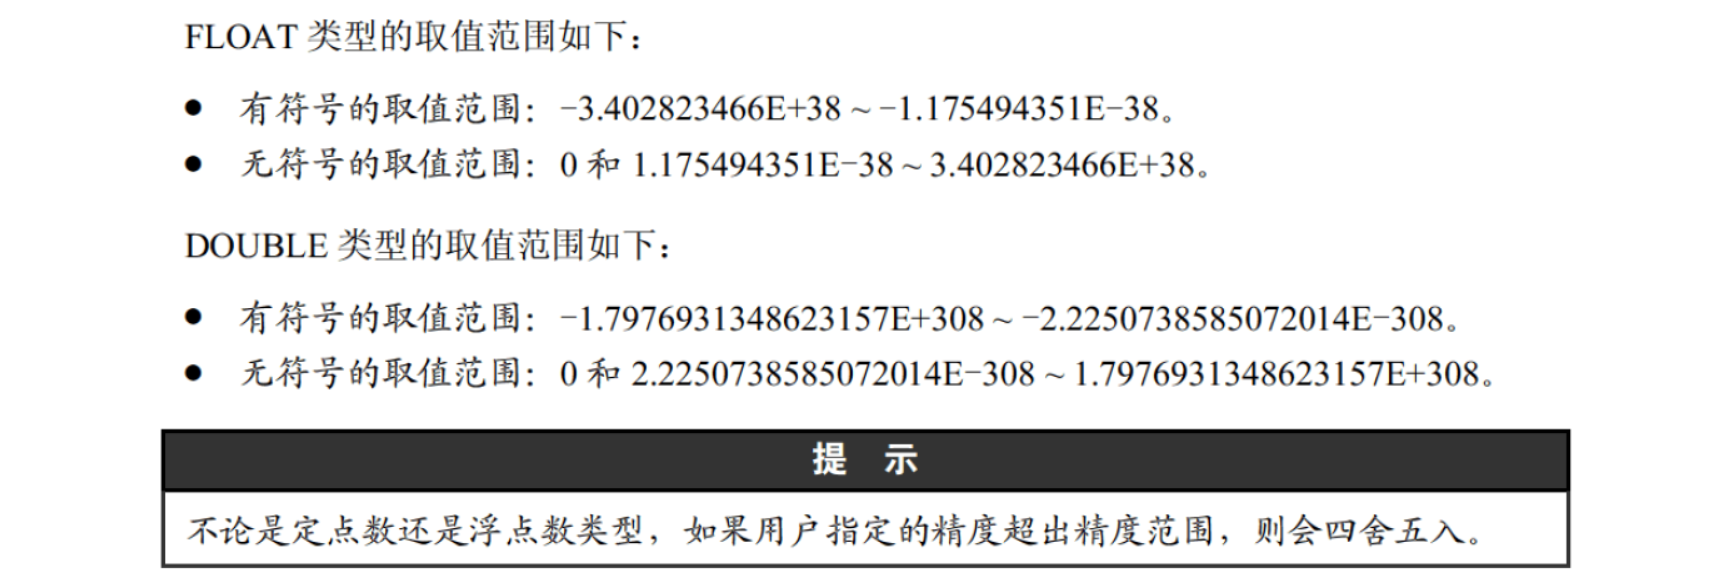 FLOAT 类型的取值范围如下：
● 有符号的取值范围：−3.402823466E+38 ~ −1.175494351E−38。
● 无符号的取值范围：0 和 1.175494351E−38 ~ 3.402823466E+38。
DOUBLE 类型的取值范围如下：
● 有符号的取值范围：−1.7976931348623157E+308 ~ −2.2250738585072014E−308。
● 无符号的取值范围：0 和 2.2250738585072014E−308 ~ 1.7976931348623157E+308。
提 示
不论是定点数还是浮点数类型，如果用户指定的精度超出精度范围，则会四舍五入。